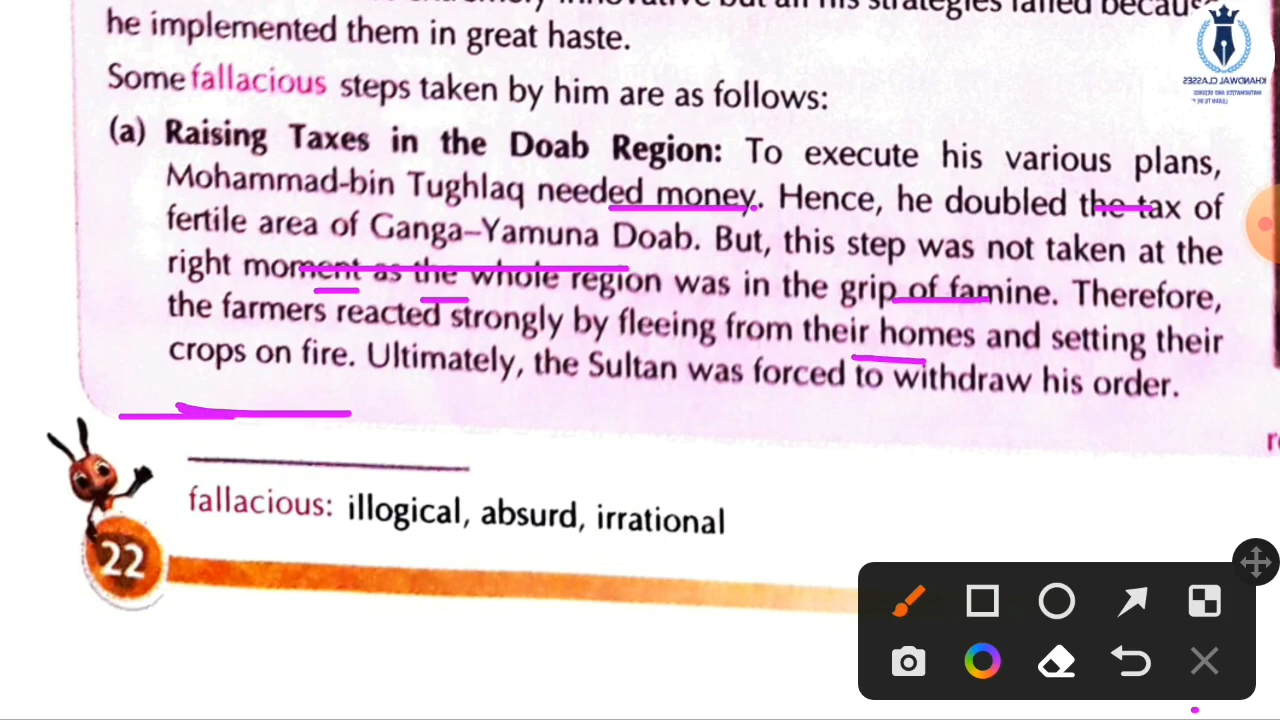 he implemented them in great haste.
Some fallacious steps taken by him are as follows:
(a) Raising Taxes in the Doab Region: To execute his various plans,
Mohammad-bin Tughlaq needed money. Hence, he doubled the tax of
fertile area of Ganga–Yamuna Doab. But, this step was not taken at the
right moment as the whole region was in the grip of famine. Therefore,
the farmers reacted strongly by fleeing from their homes and setting their
crops on fire. Ultimately, the Sultan was forced to withdraw his order.
fallacious: illogical, absurd, irrational
22
KHANDWAL CLASSES